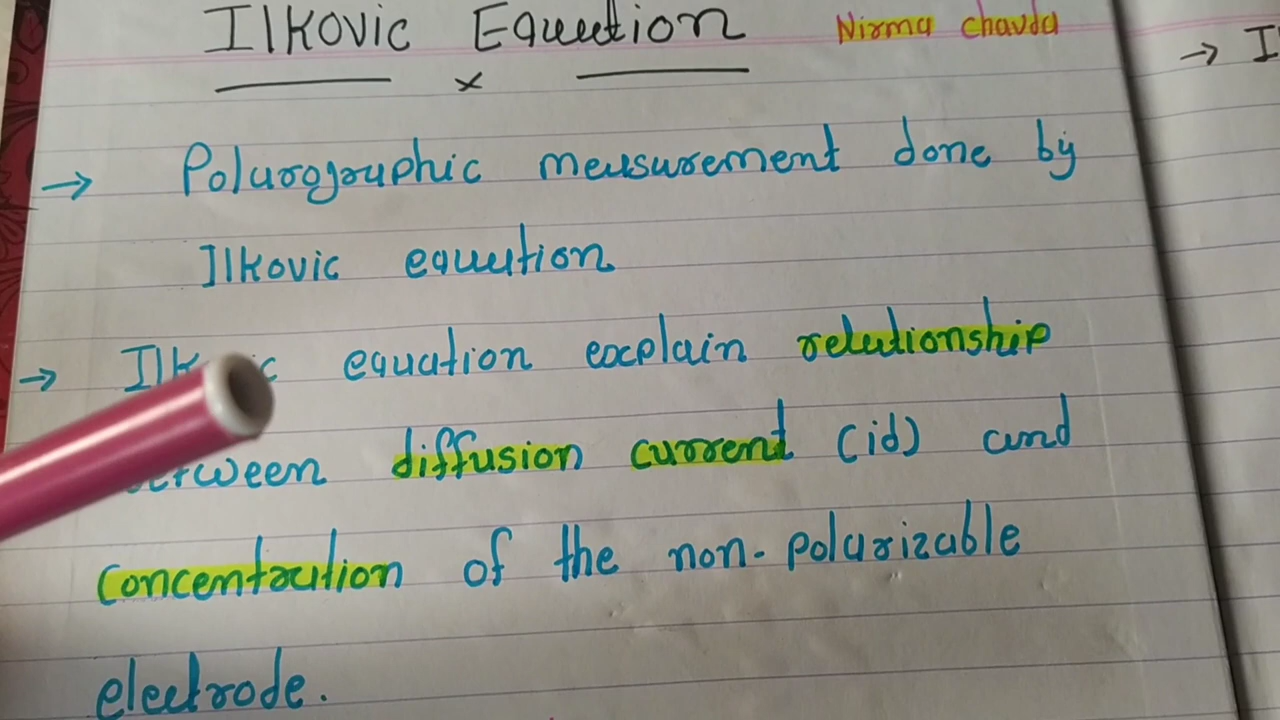 Ilkovic Equation
Nirma chavda
→ I
→ Polarographic measurement done by
Ilkovic equation
→ equation explain relationship
between diffusion current (id) and
concentration of the non-polarizable
electrode.